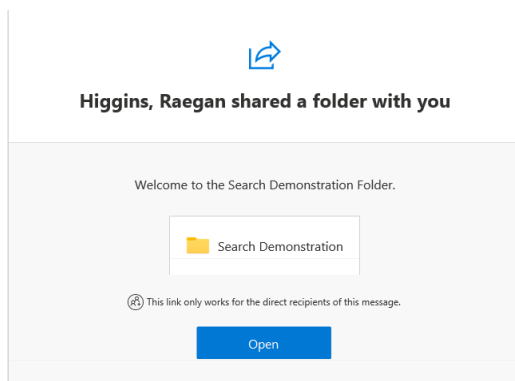 Higgins, Raegan shared a folder with you
Welcome to the Search Demonstration Folder.
Search Demonstration
This link only works for the direct recipients of this message.
Open